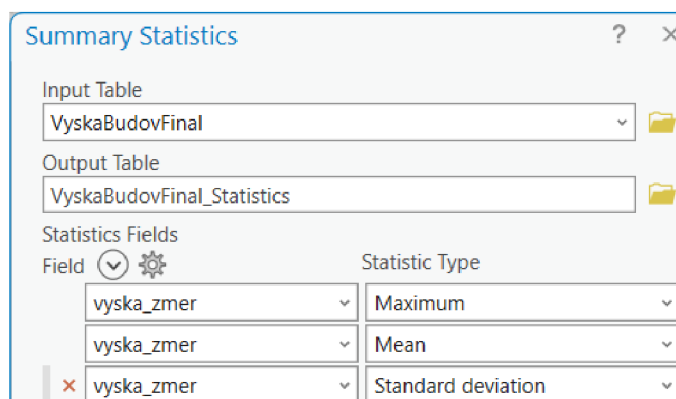 Summary Statistics ?
Input Table
VyskaBudovFinal
Output Table
VyskaBudovFinal_Statistics
Statistics Fields
Field Statistic Type
vyska_zmer Maximum
vyska_zmer Mean
vyska_zmer Standard deviation